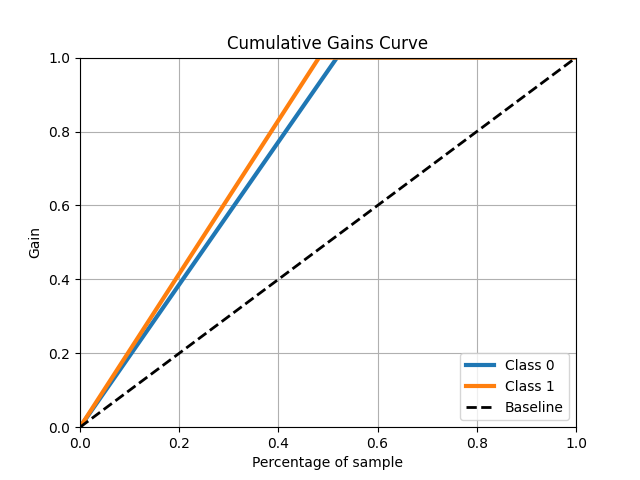 Cumulative Gains Curve
1.0
0.8
0.6
0.4
0.2
0.0
Gain
Class 0
Class 1
Baseline
0.0 0.2 0.4 0.6 0.8 1.0
Percentage of sample